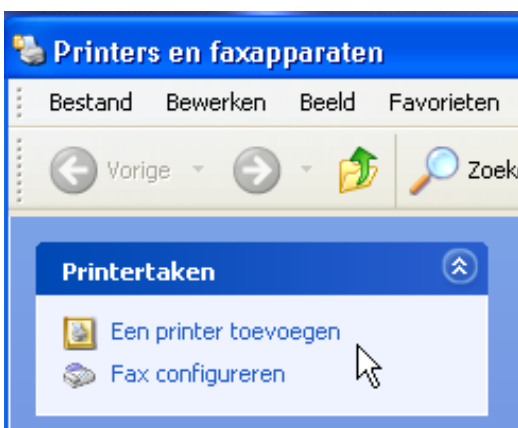 Printers en faxapparaten
Bestand Bewerken Beeld Favorieten
Vorige
Printertaken
Een printer toevoegen
Fax configureren